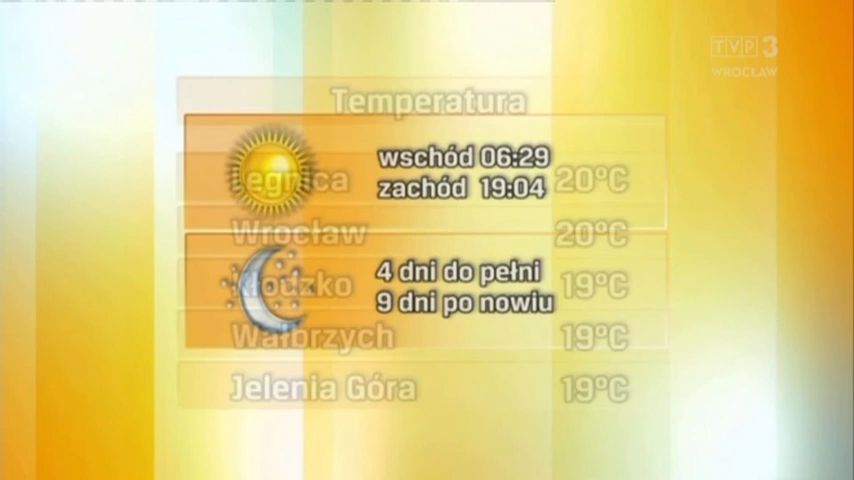 TVP3
WROCŁAW
Temperatura
wschód 06:29
zachód 19:04
Legnica 20°C
Wrocław 20°C
4 dni do pełni
9 dni po nowiu
Kłodzko 19°C
Wałbrzych 19°C
Jelenia Góra 19°C